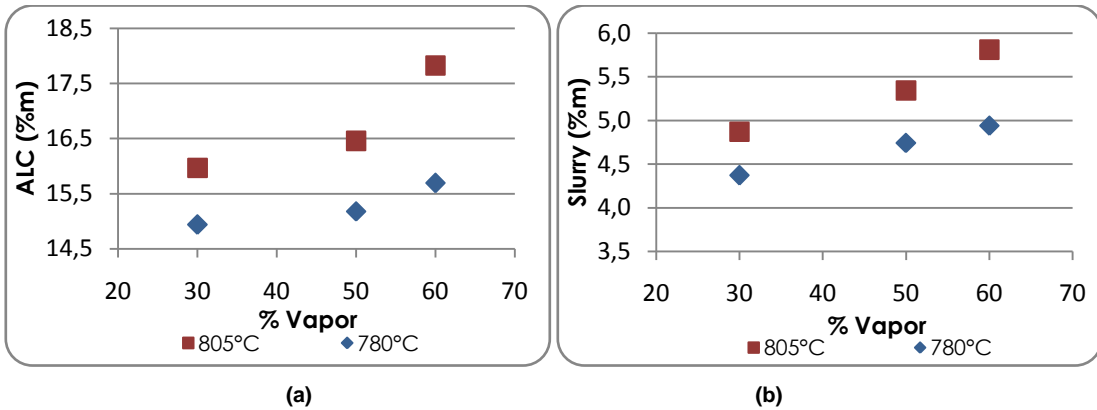 18,5
17,5
16,5
15,5
14,5
ALC (%m)
20 30 40 50 60 70
% Vapor
805°C 780°C
(a)
6,0
5,5
5,0
4,5
4,0
3,5
Slurry (%m)
20 30 40 50 60 70
% Vapor
805°C 780°C
(b)